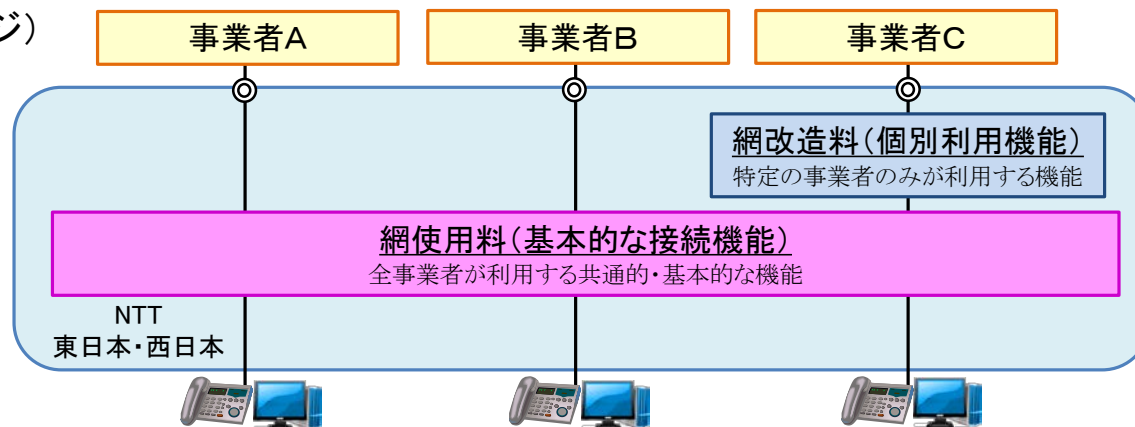 ジ）
事業者A
事業者B
事業者C
網改造料（個別利用機能）
特定の事業者のみが利用する機能
網使用料（基本的な接続機能）
全事業者が利用する共通的・基本的な機能
NTT
東日本・西日本